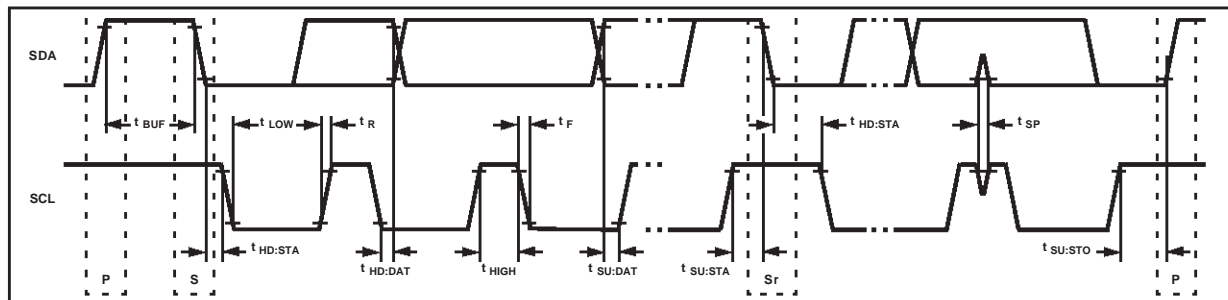 SDA
t BUF
t LOW
t R
t F
t HD:STA
t SP
SCL
t HD:STA
t HD:DAT
t HIGH
t SU:DAT
t SU:STA
t SU:STO
P
S
Sr
P